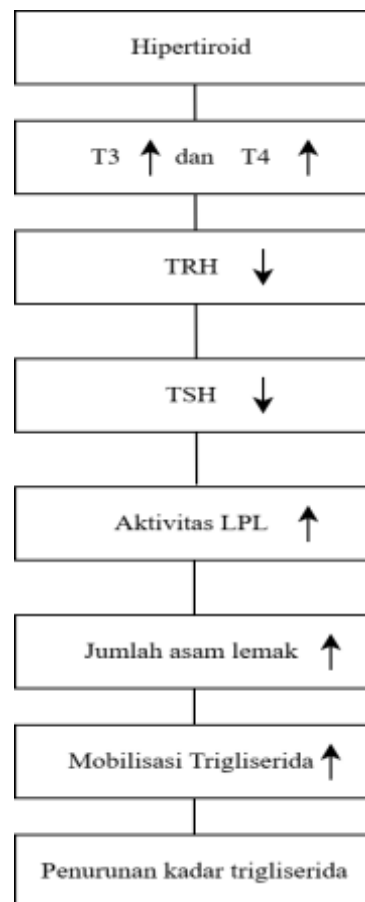 Hipertiroid
T3 ↑ dan T4 ↑
TRH ↓
TSH ↓
Aktivitas LPL ↑
Jumlah asam lemak ↑
Mobilisasi Trigliserida ↑
Penurunan kadar trigliserida